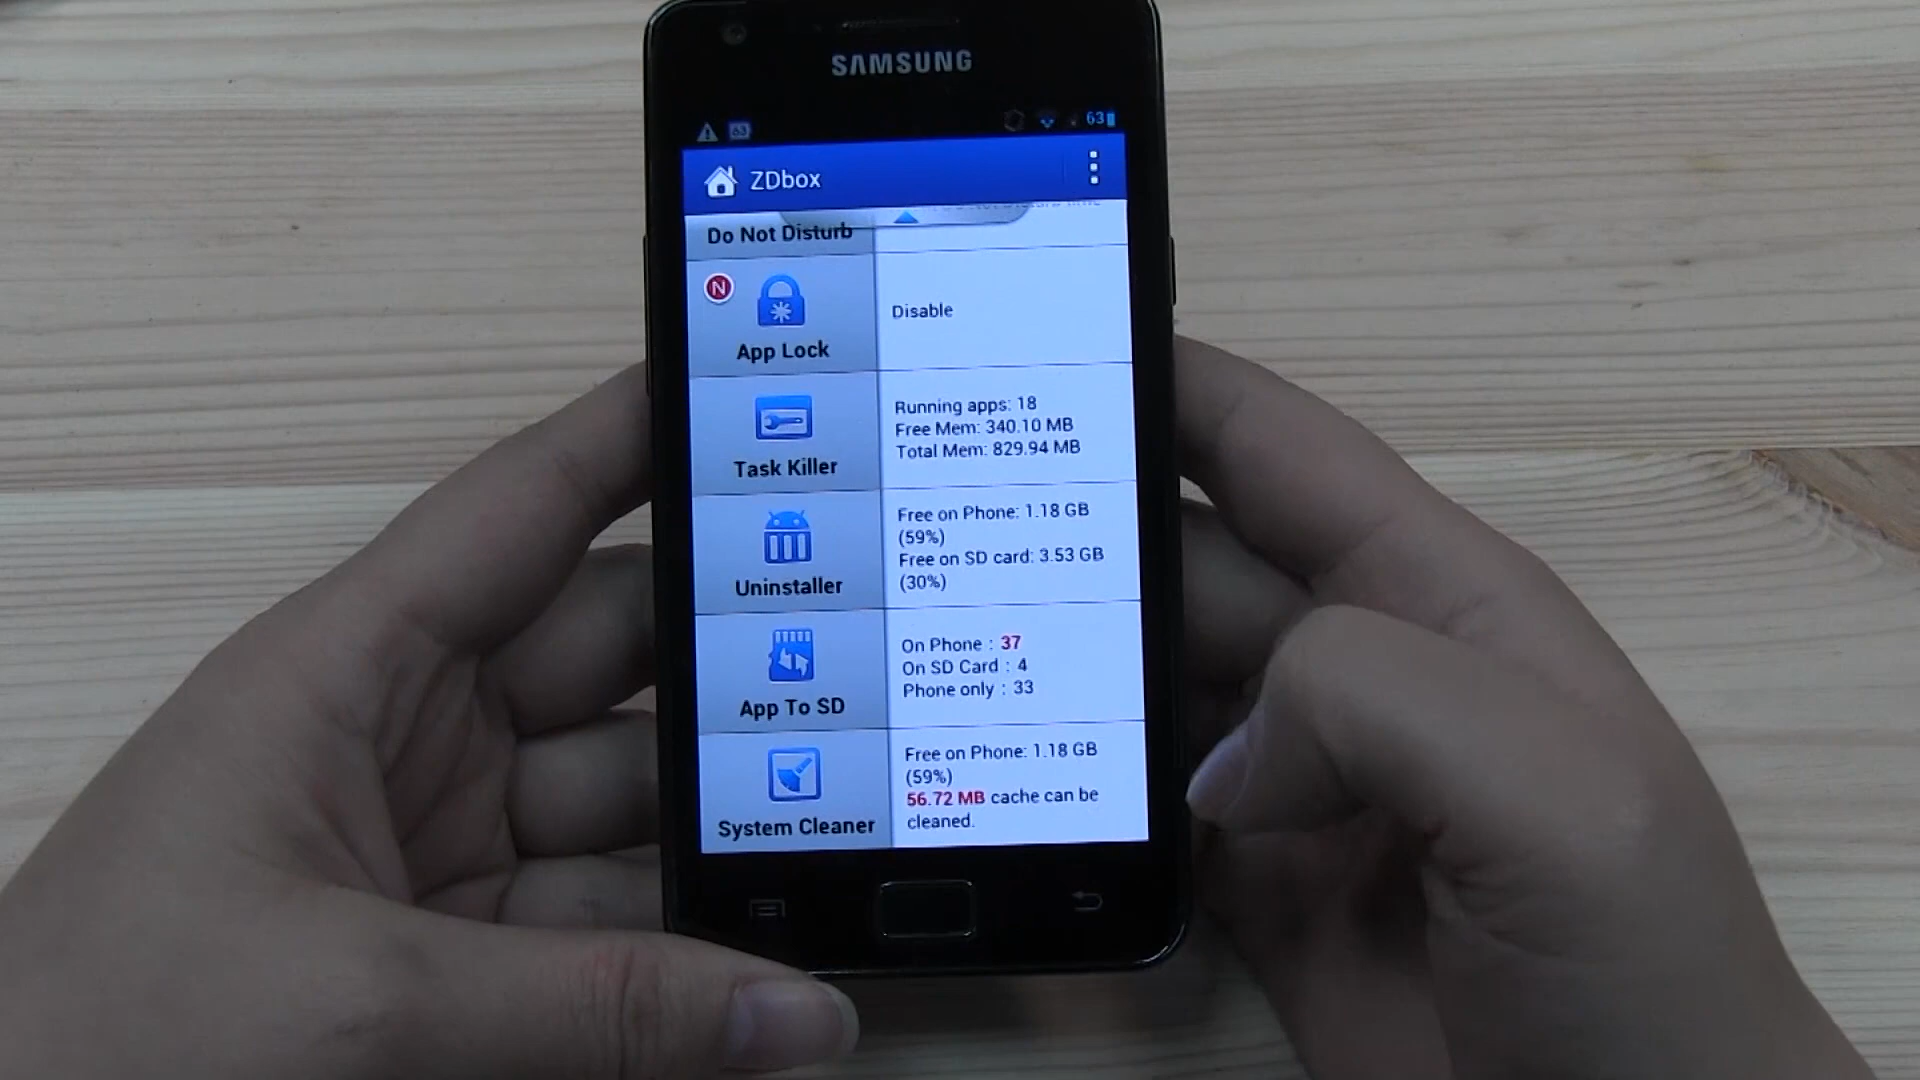 SAMSUNG
63
63
ZDbox
Do Not Disturb
N
App Lock
Disable
Task Killer
Running apps: 18
Free Mem: 340.10 MB
Total Mem: 829.94 MB
Uninstaller
Free on Phone: 1.18 GB
(59%)
Free on SD card: 3.53 GB
(30%)
App To SD
On Phone : 37
On SD Card : 4
Phone only : 33
System Cleaner
Free on Phone: 1.18 GB
(59%)
56.72 MB cache can be
cleaned.